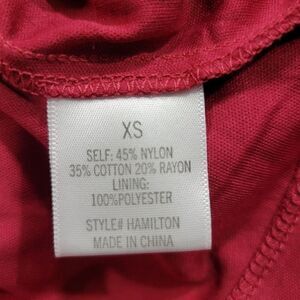 XS
SELF: 45% NYLON
35% COTTON 20% RAYON
LINING:
100%POLYESTER
STYLE# HAMILTON
MADE IN CHINA